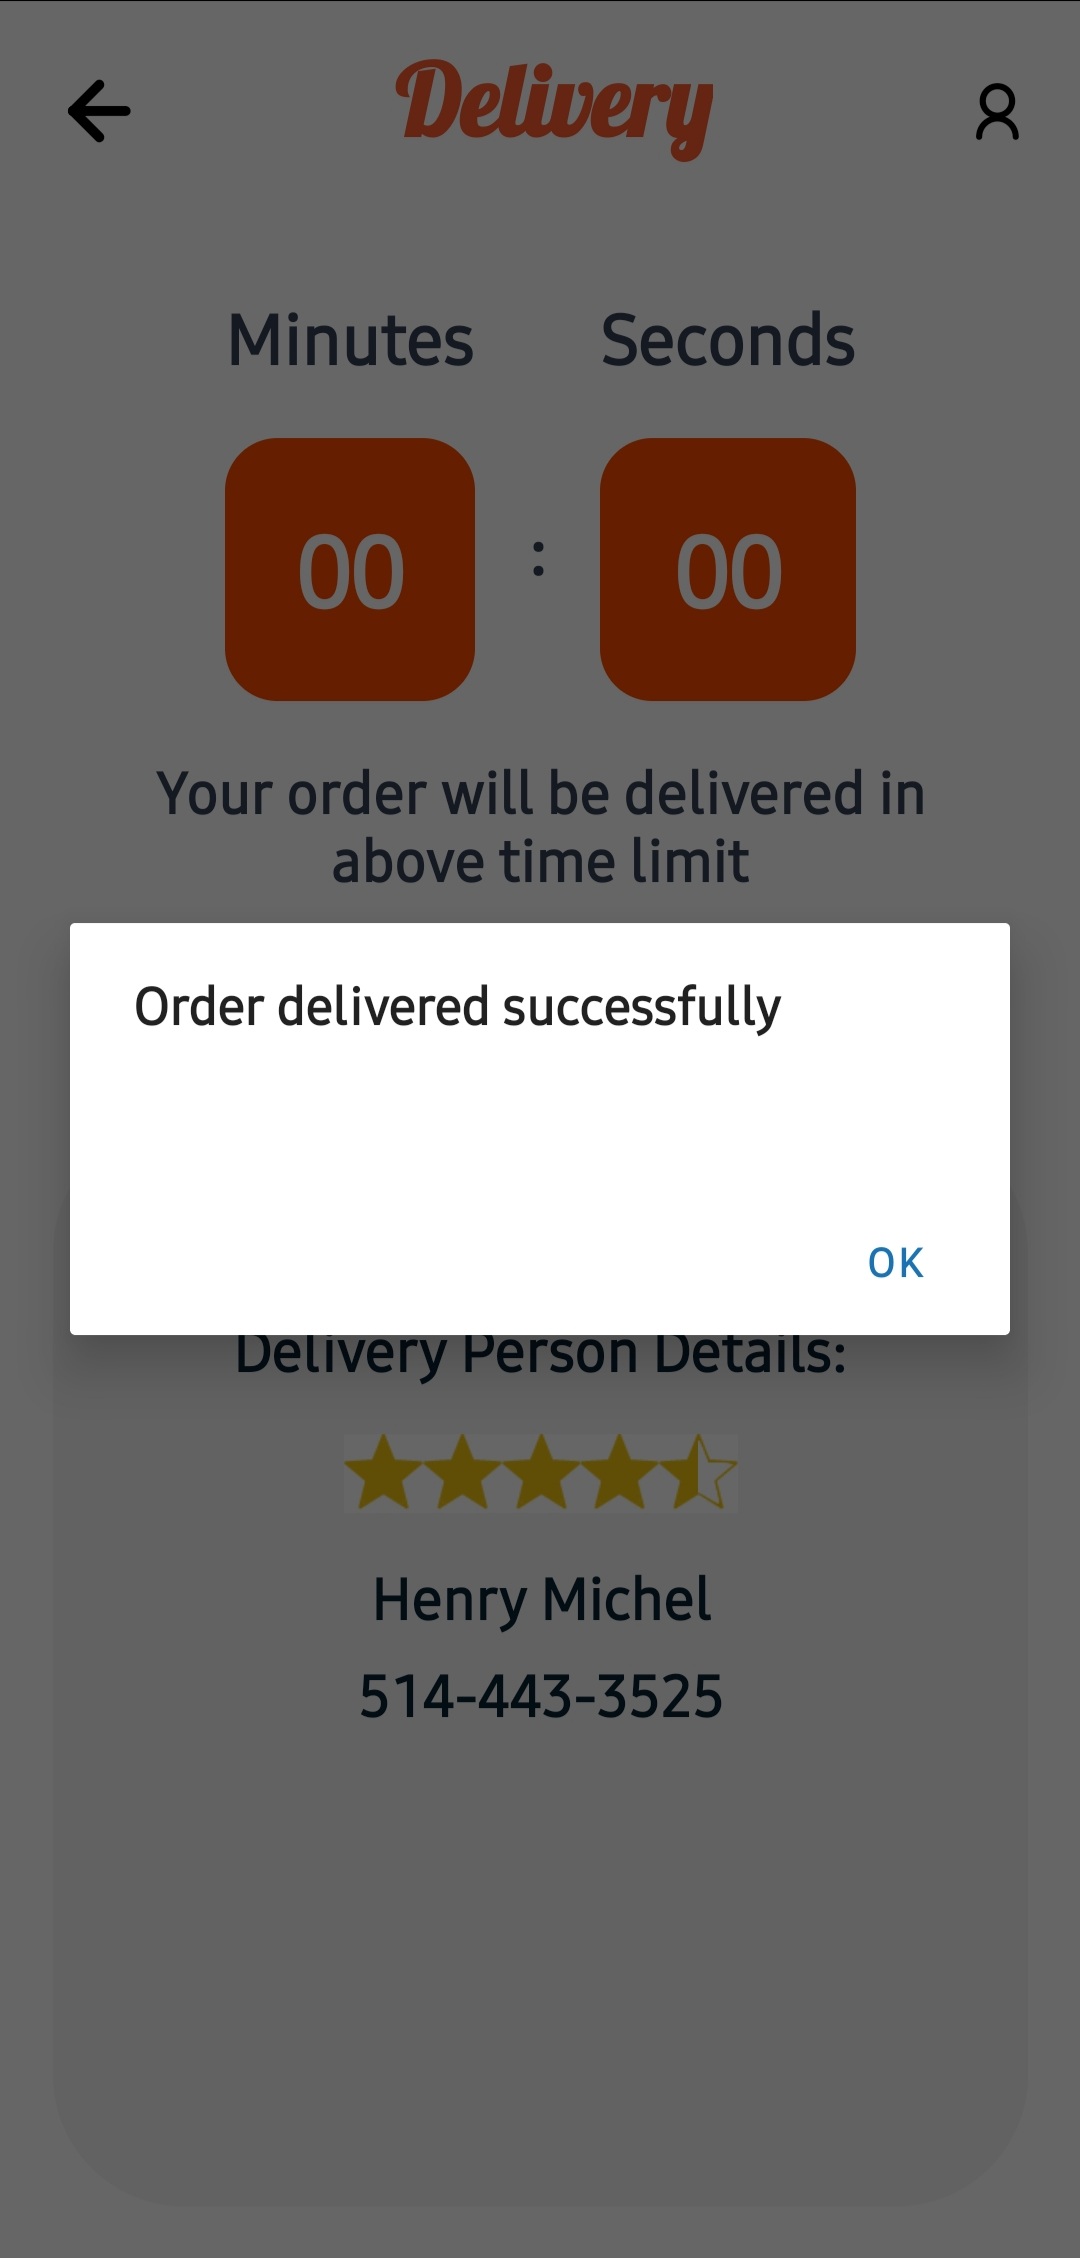 Delivery
Minutes Seconds
00 : 00
Your order will be delivered in
above time limit
Order delivered successfully
OK
Delivery Person Details:
Henry Michel
514-443-3525